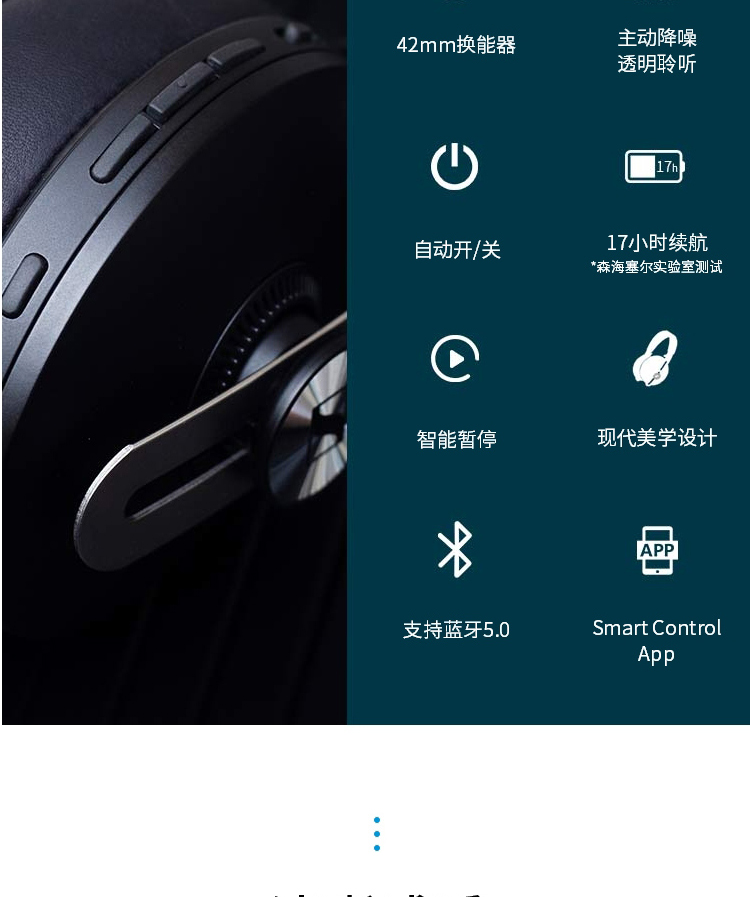 42mm换能器
主动降噪
透明聆听
17h
自动开/关
17小时续航
*森海塞尔实验室测试
智能暂停
现代美学设计
APP
支持蓝牙5.0
Smart Control
App